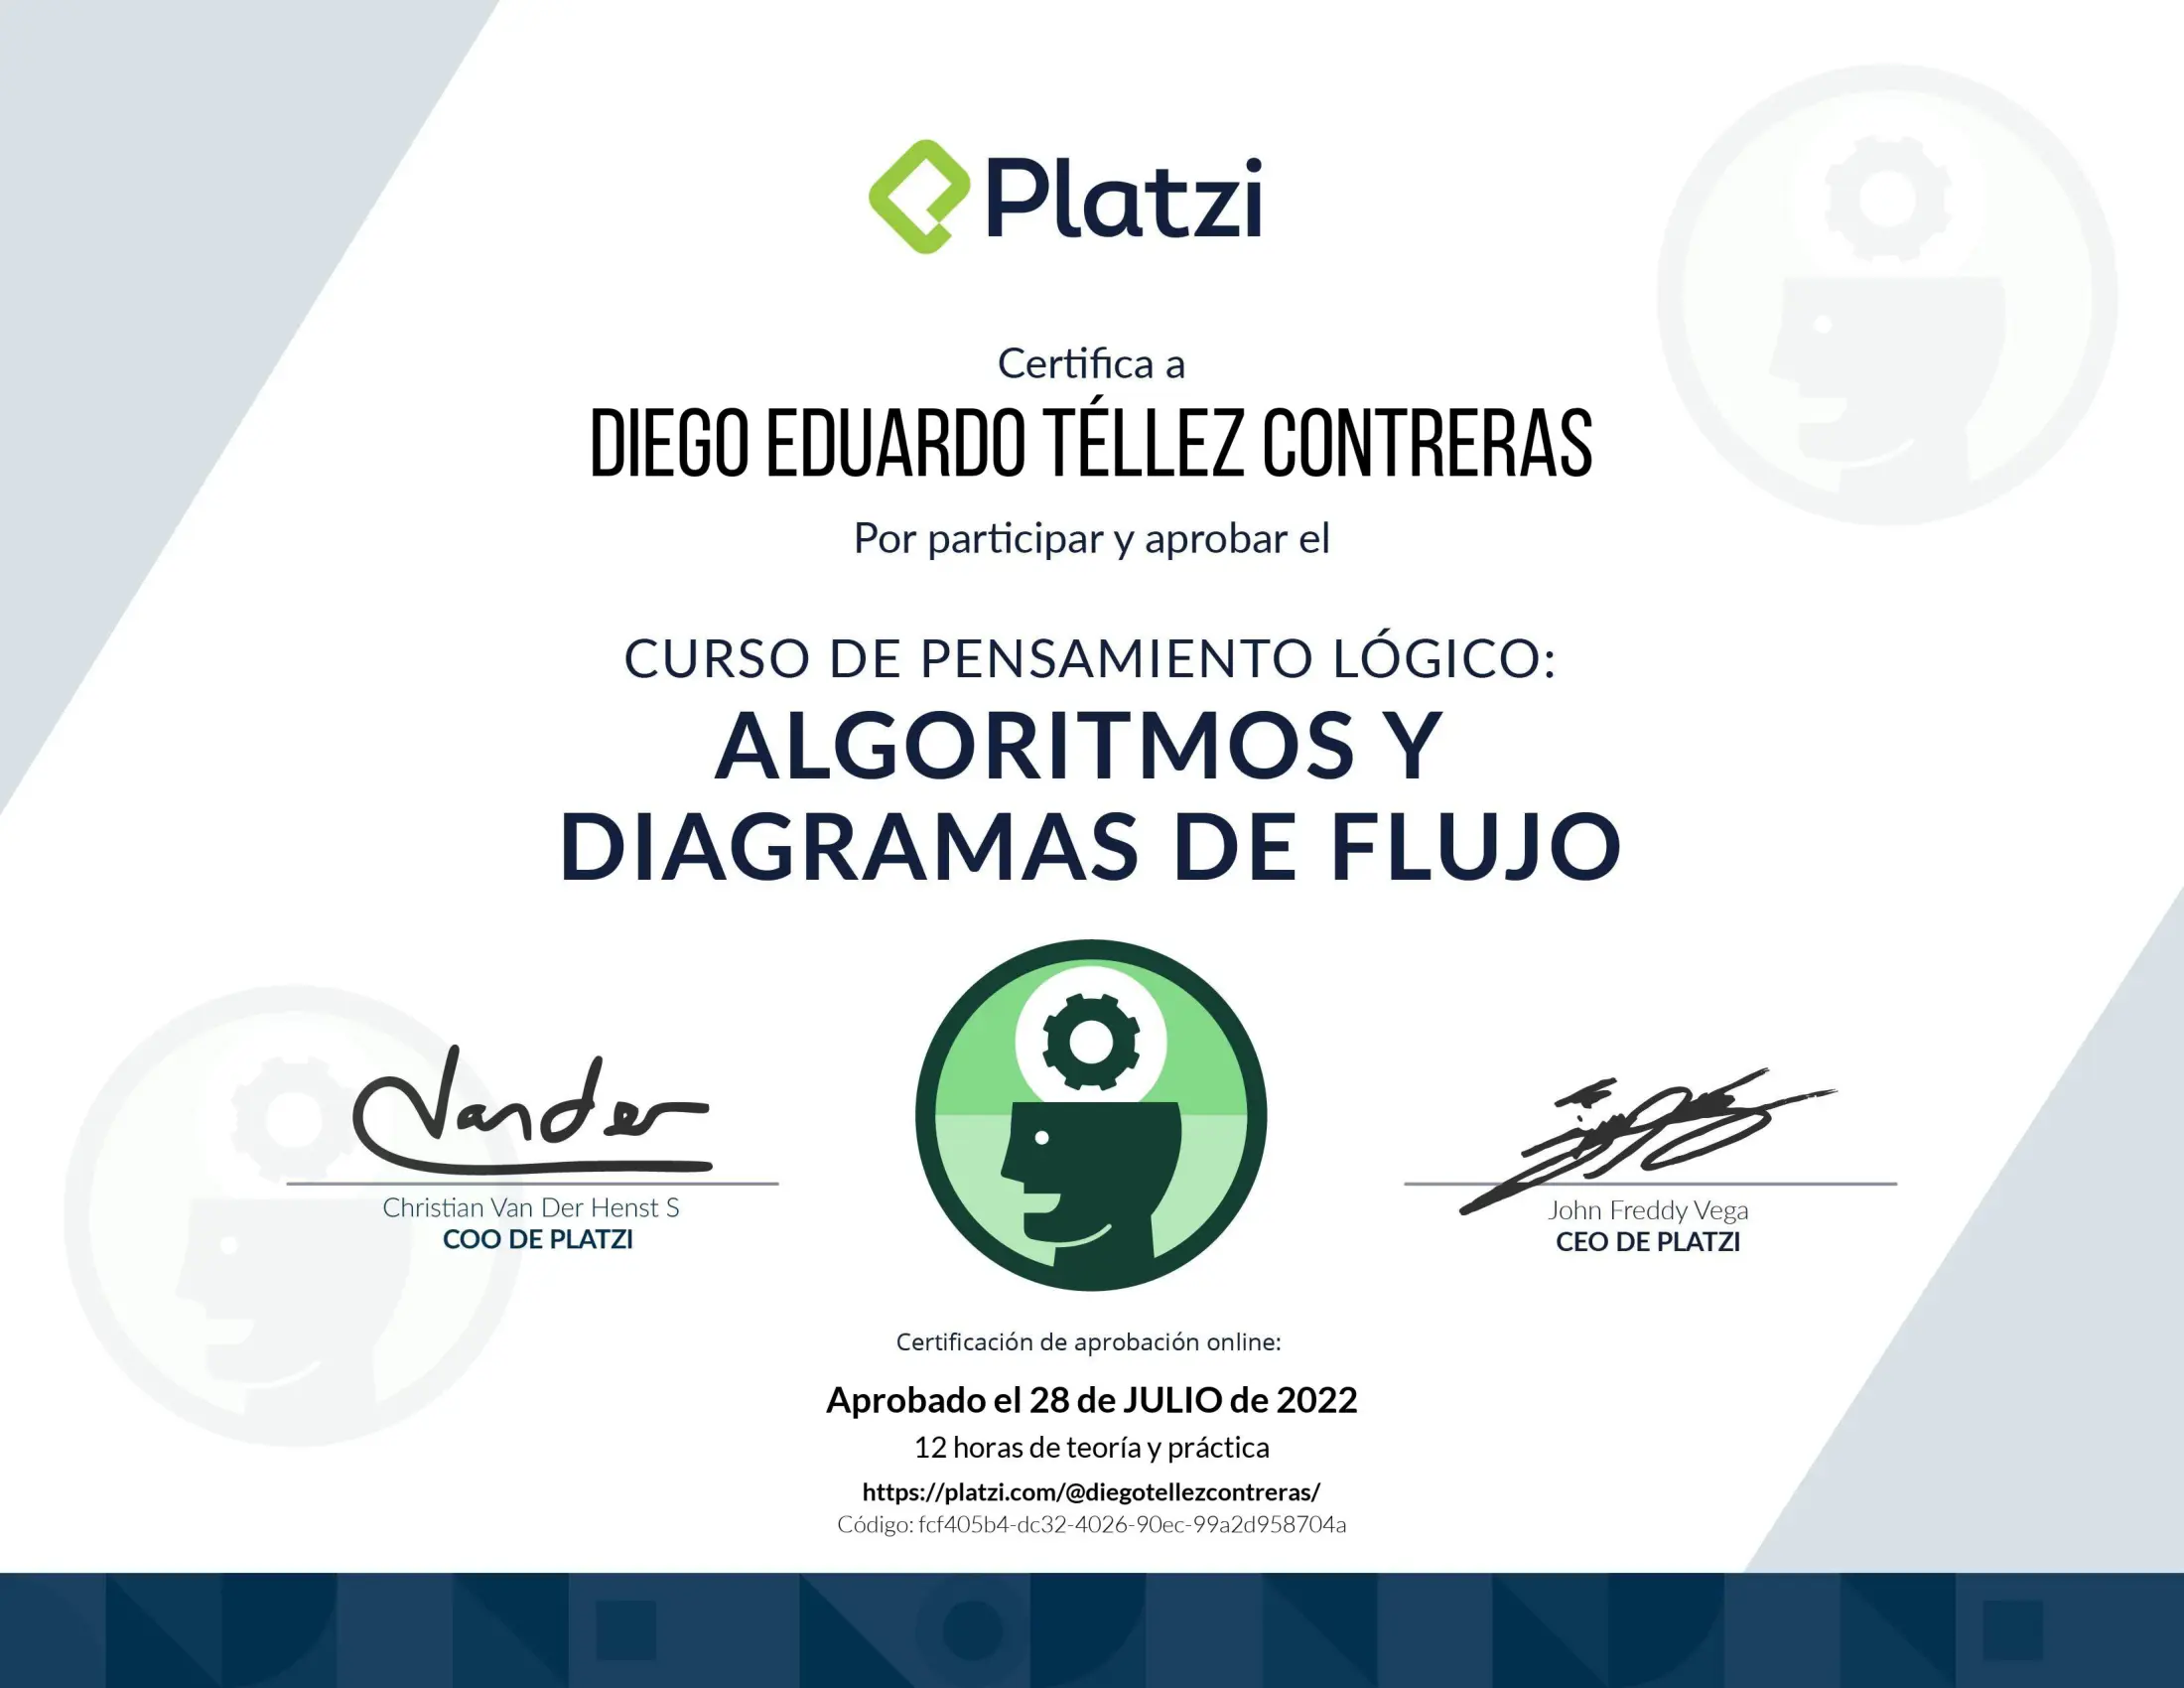 Platzi
Certifica a
DIEGO EDUARDO TÉLLEZ CONTRERAS
Por participar y aprobar el
CURSO DE PENSAMIENTO LÓGICO:
ALGORITMOS Y
DIAGRAMAS DE FLUJO
Vander
Christian Van Der Henst S
COO DE PLATZI
John Freddy Vega
CEO DE PLATZI
Certificación de aprobación online:
Aprobado el 28 de JULIO de 2022
12 horas de teoría y práctica
https://platzi.com/@diegotellezcontreras/
Código: fcf405b4-dc32-4026-90ec-99a2d958704a